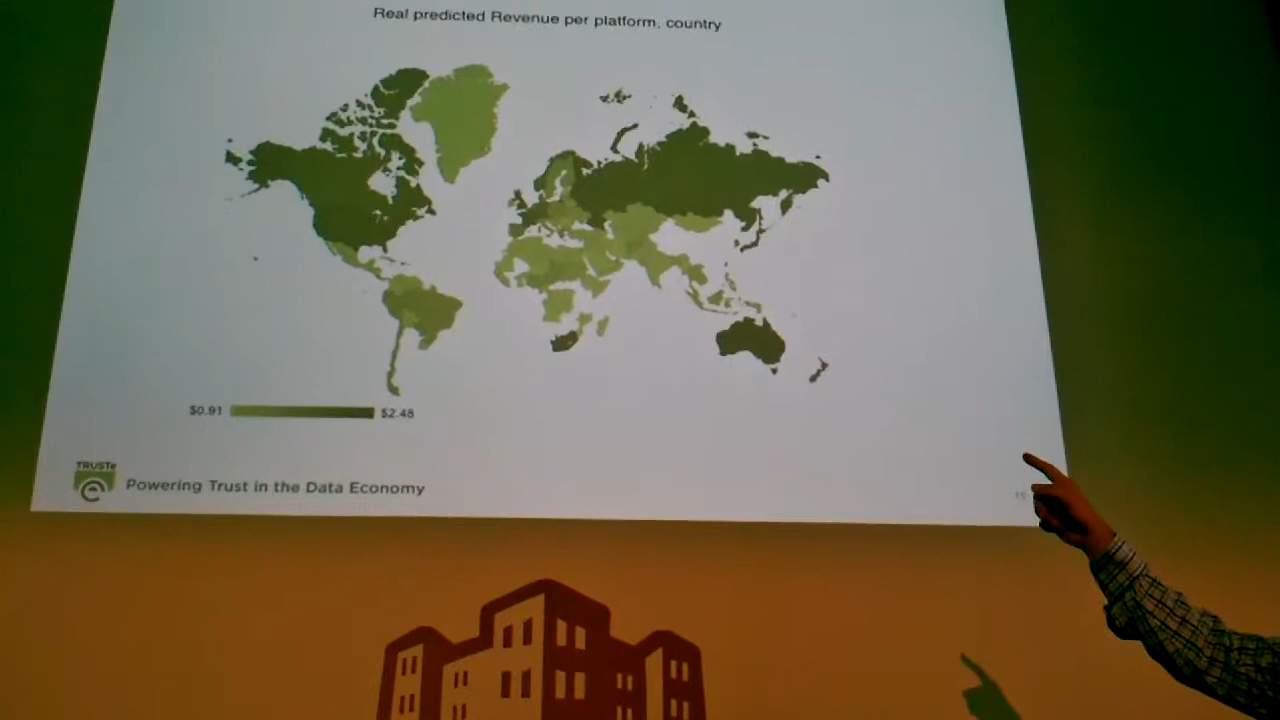 Real predicted Revenue per platform, country
$0.91
$2.48
TRUSTe
Powering Trust in the Data Economy